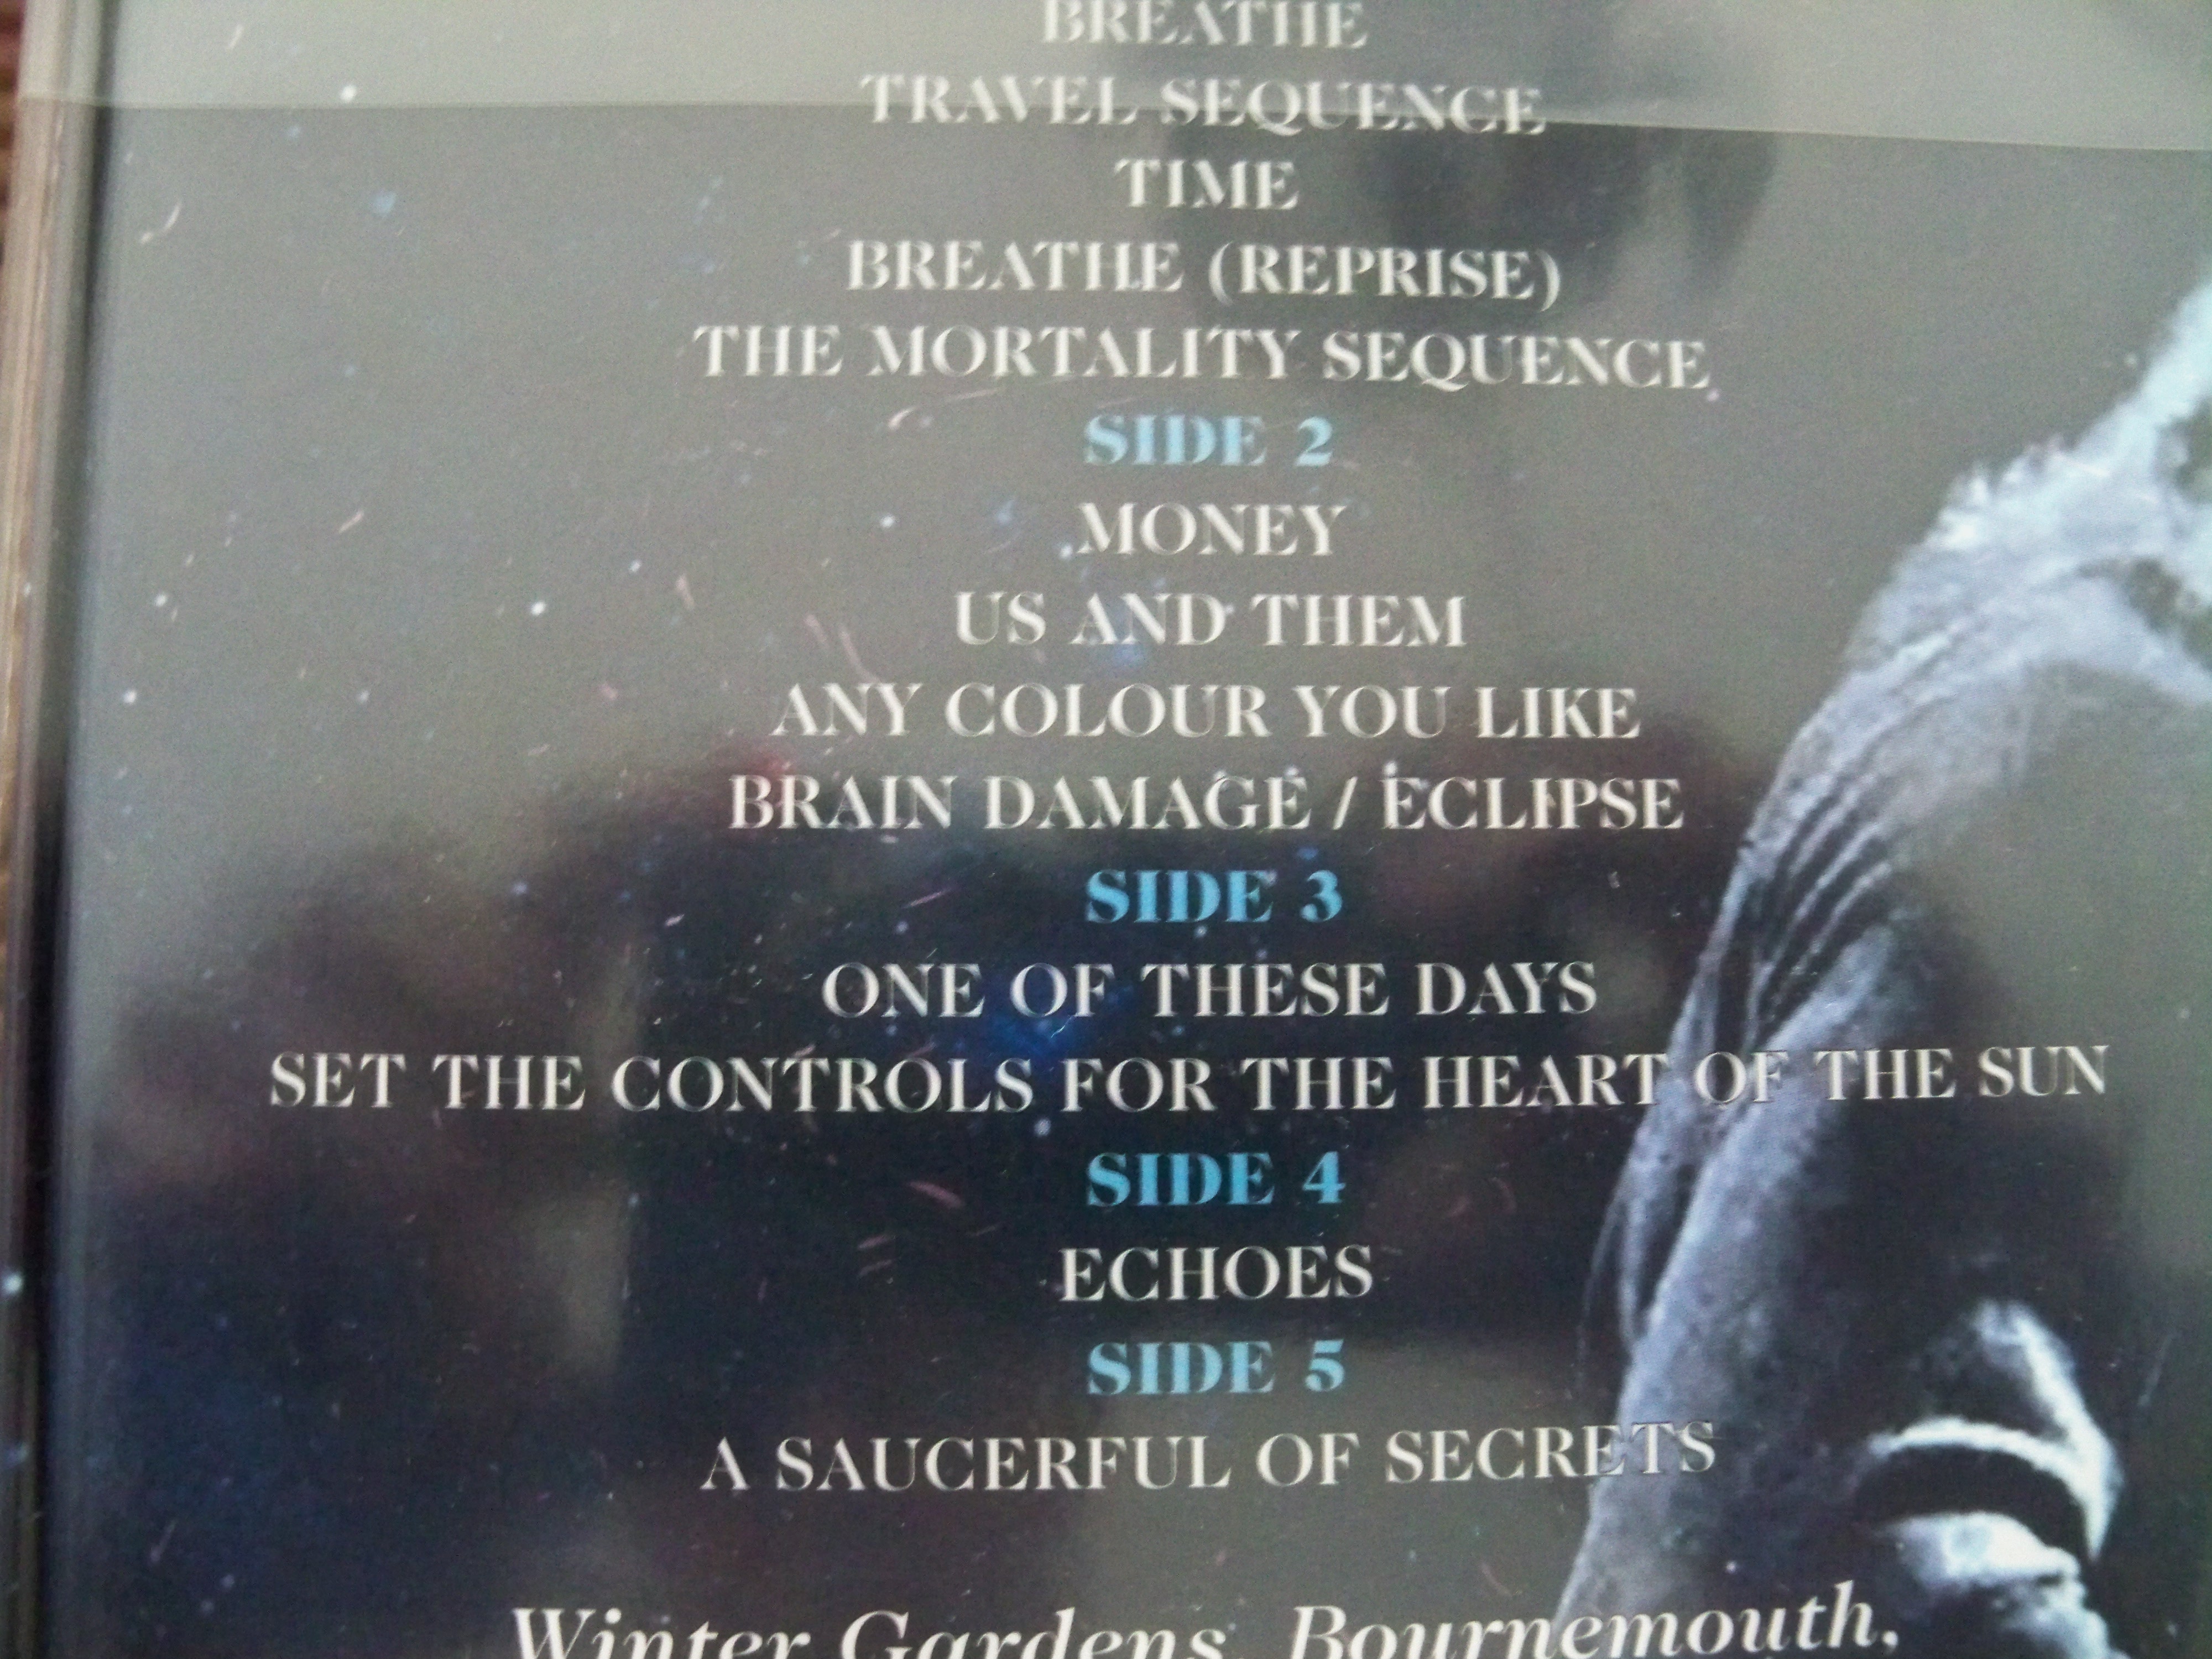 BREATHE
TRAVEL SEQUENCE
TIME
BREATHE (REPRISE)
THE MORTALITY SEQUENCE
SIDE 2
MONEY
US AND THEM
ANY COLOUR YOU LIKE
BRAIN DAMAGE / ECLIPSE
SIDE 3
ONE OF THESE DAYS
SET THE CONTROLS FOR THE HEART OF THE SUN
SIDE 4
ECHOES
SIDE 5
A SAUCERFUL OF SECRETS
Winter Gardens, Bournemouth,